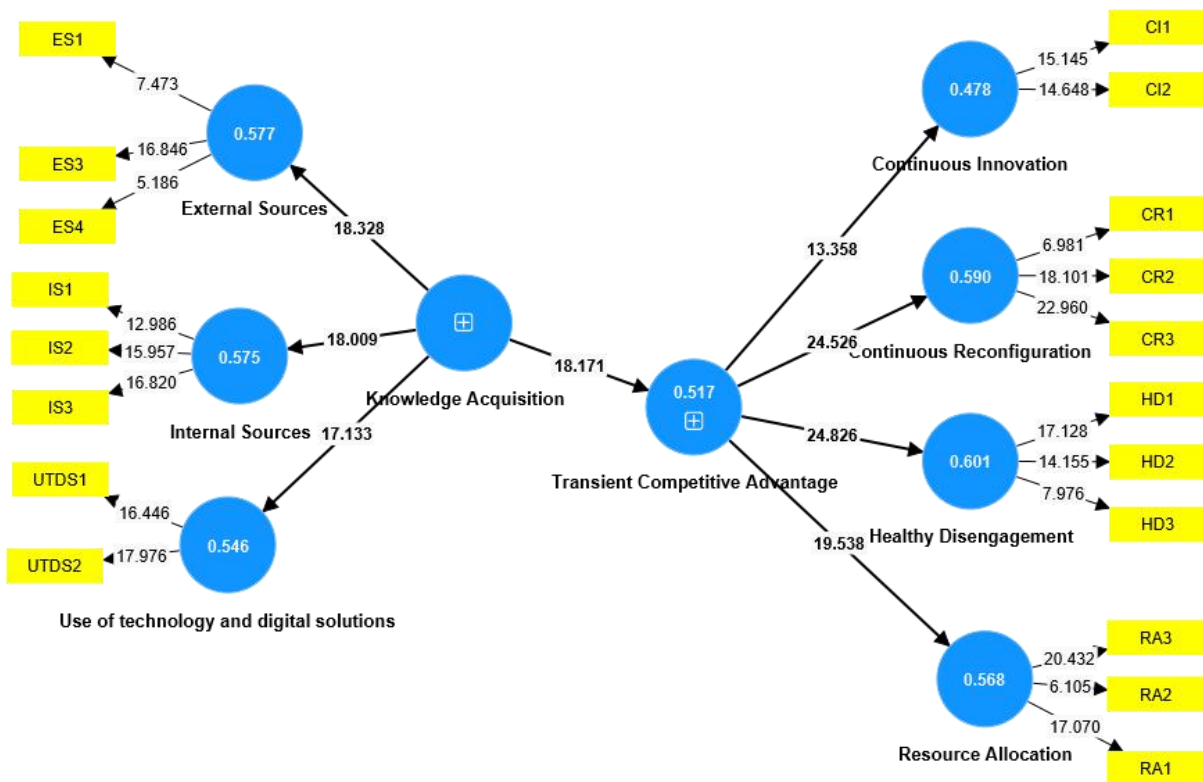 ES1
7.473
0.577
ES3
16.846
5.186
ES4
External Sources
18.328
IS1
12.986
IS2
15.957
0.575
18.009
16.820
IS3
Internal Sources
Knowledge Acquisition
17.133
UTDS1
16.446
0.546
17.976
UTDS2
Use of technology and digital solutions
18.171
0.517
Transient Competitive Advantage
CI1
15.145
0.478
14.648
CI2
Continuous Innovation
13.358
CR1
6.981
0.590
18.101
CR2
22.960
24.526
Continuous Reconfiguration
CR3
HD1
17.128
24.826
0.601
14.155
HD2
7.976
HD3
Healthy Disengagement
19.538
RA3
20.432
0.568
6.105
RA2
17.070
Resource Allocation
RA1